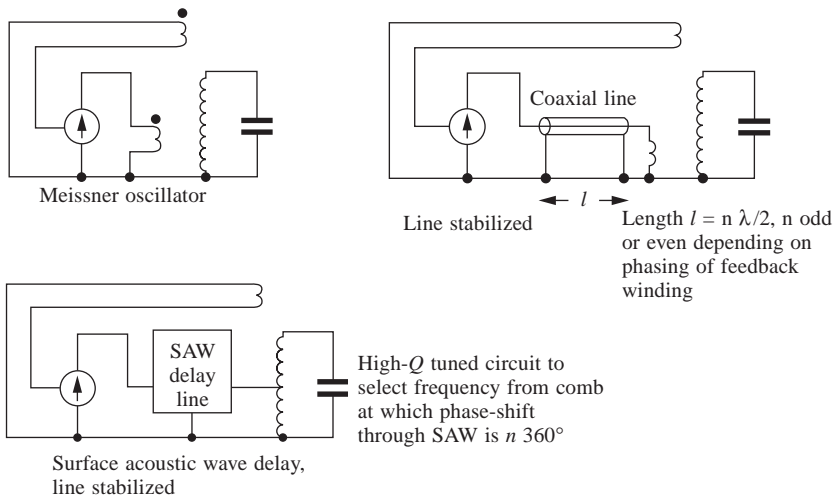 Meissner oscillator
Coaxial line
l
Line stabilized
Length l = n λ/2, n odd
or even depending on
phasing of feedback
winding
SAW
delay
line
High-Q tuned circuit to
select frequency from comb
at which phase-shift
through SAW is n 360°
Surface acoustic wave delay,
line stabilized